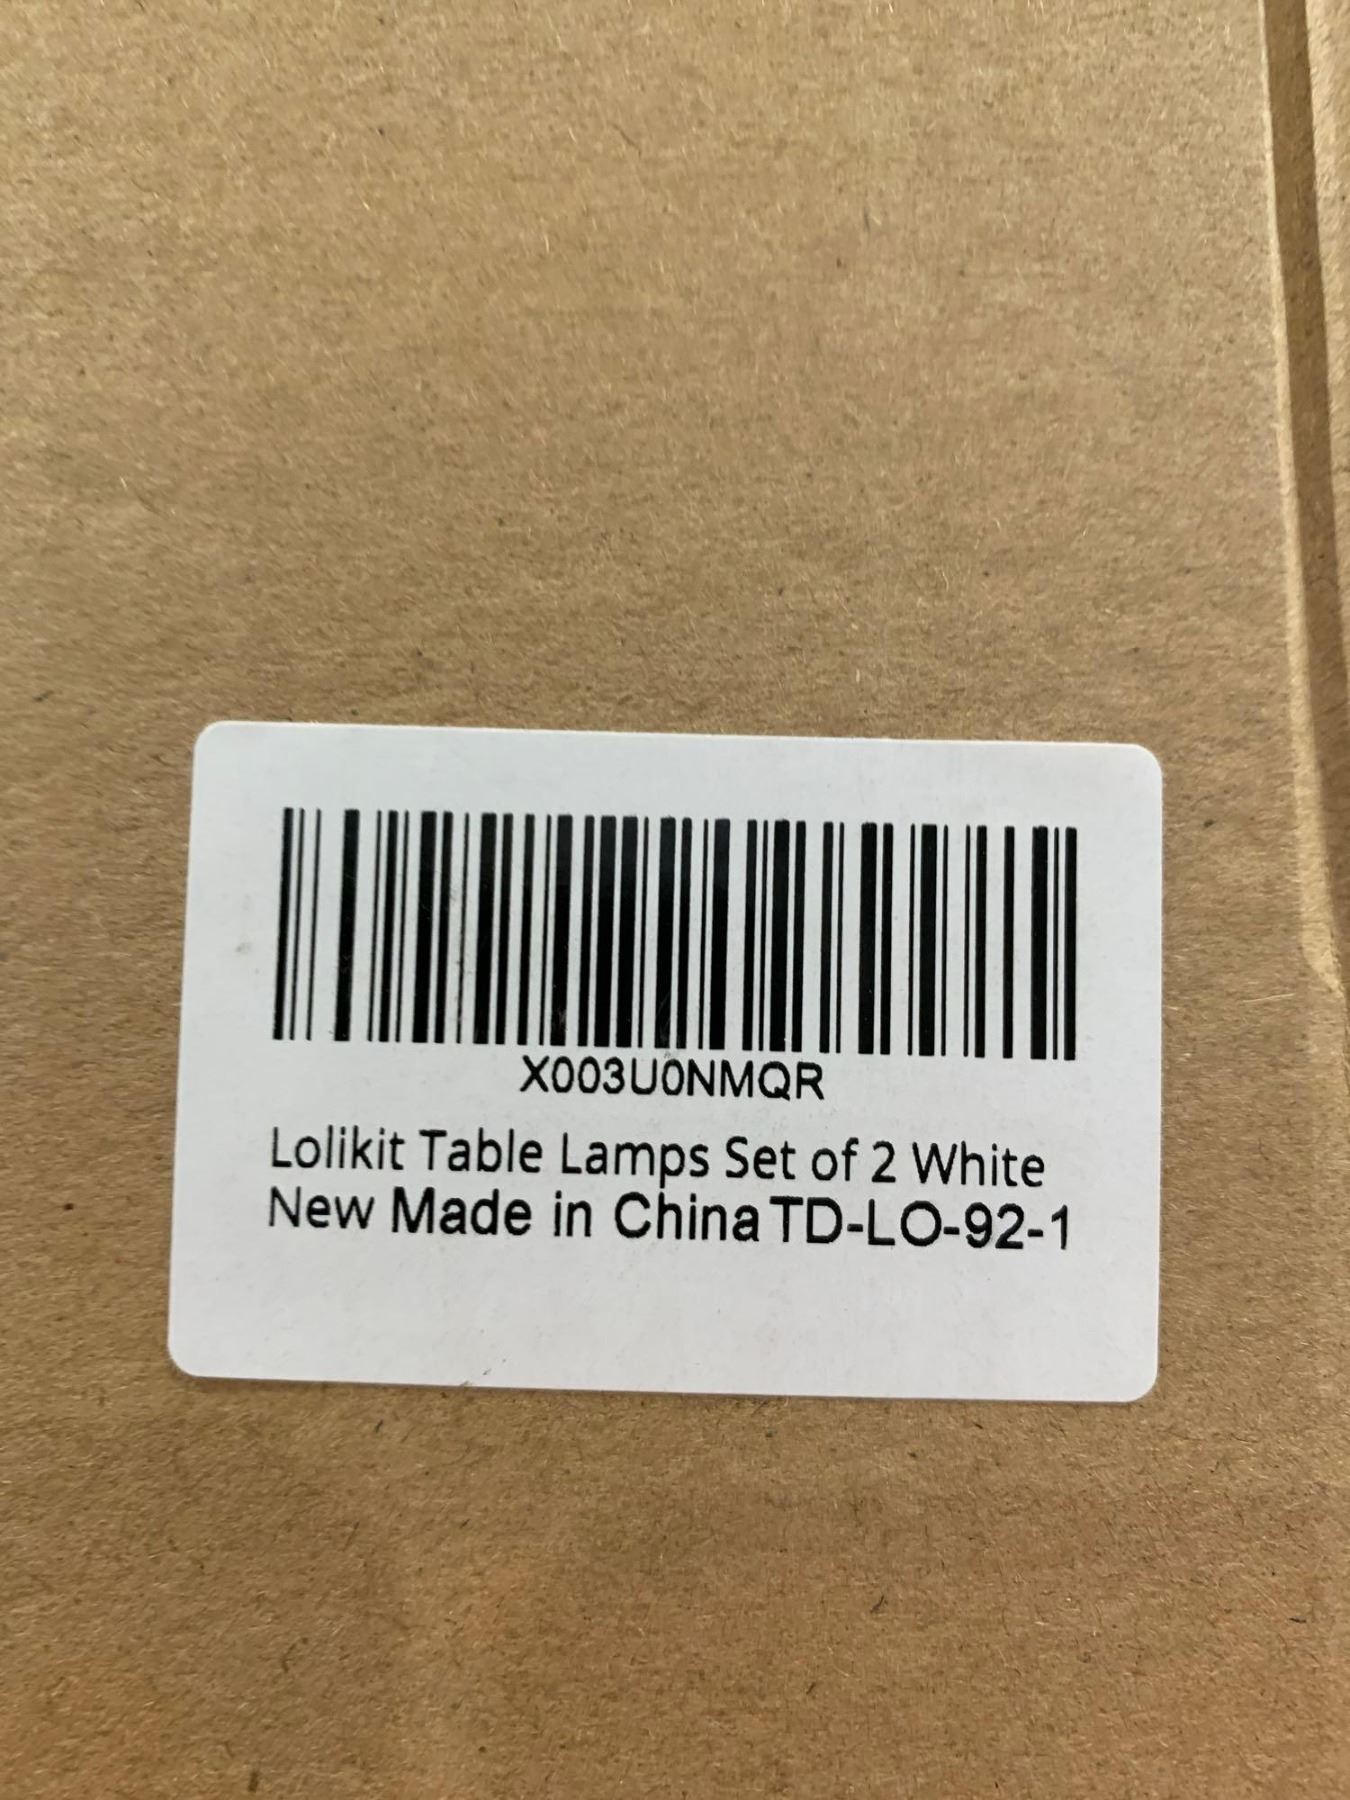 X003U0NMQR
Lolikit Table Lamps Set of 2 White
New Made in China TD-LO-92-1